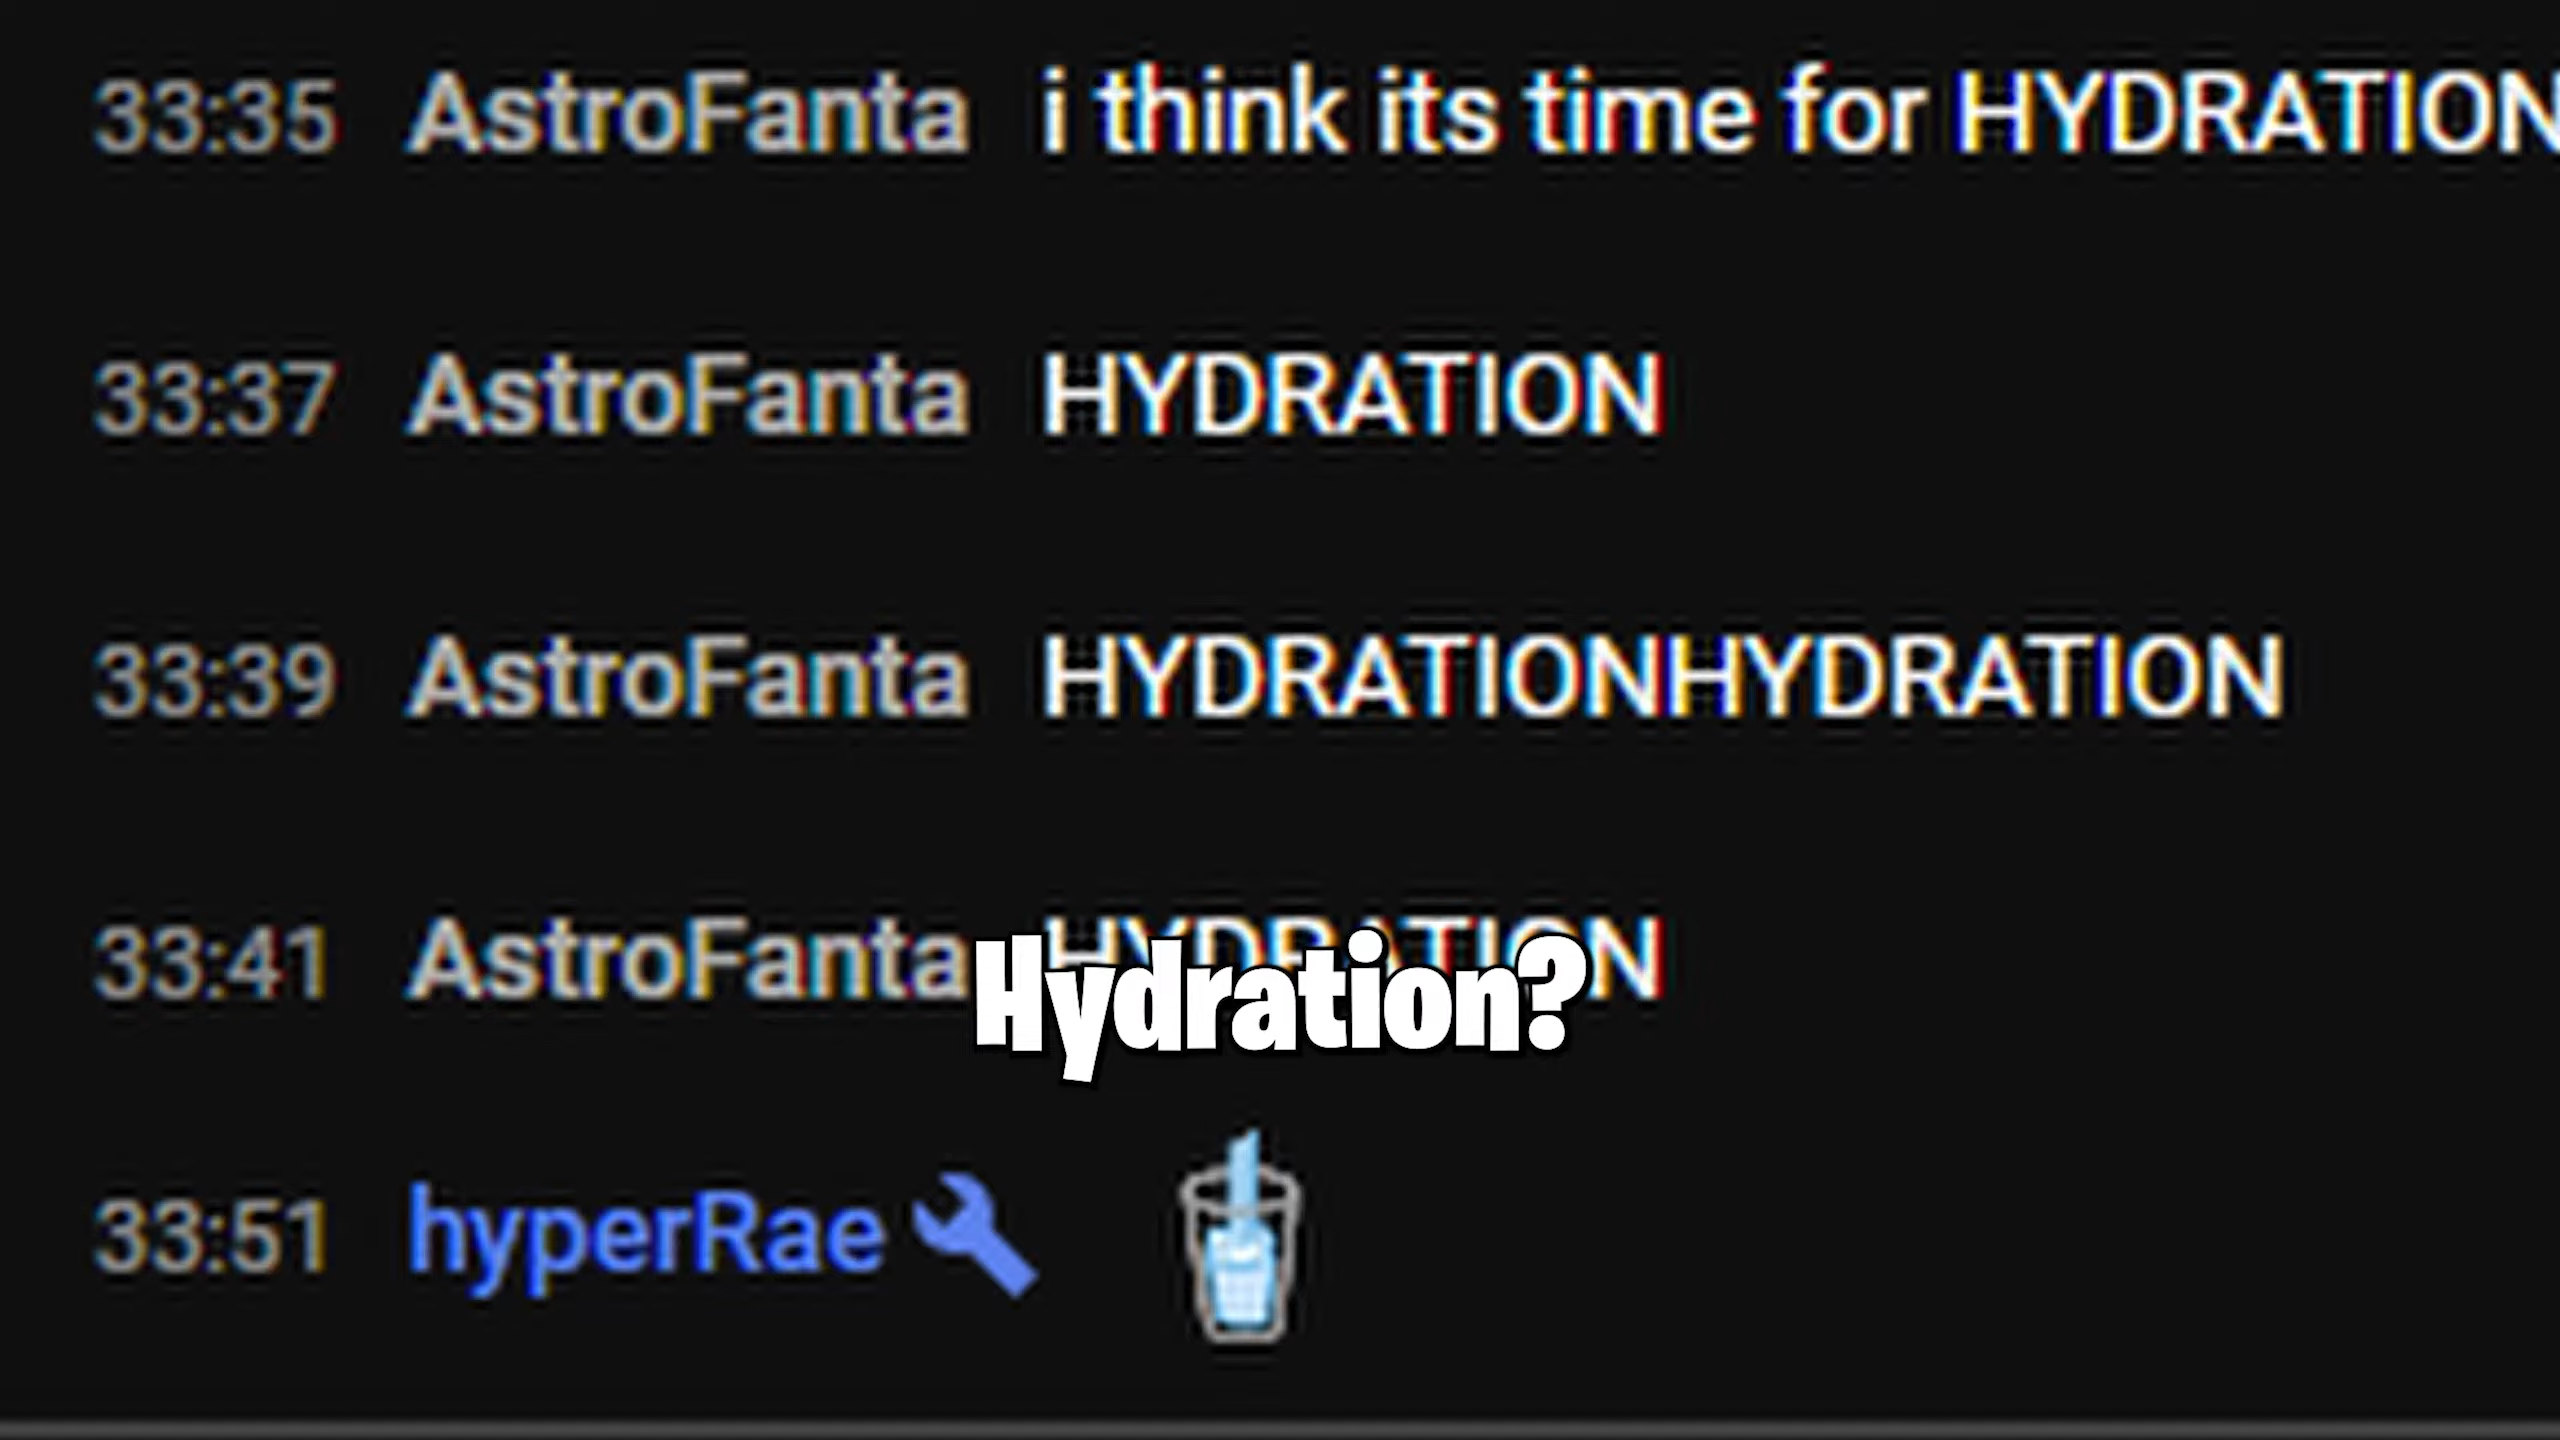 33:35 AstroFanta i think its time for HYDRATION
33:37 AstroFanta HYDRATION
33:39 AstroFanta HYDRATIONHYDRATION
33:41 AstroFanta HYDRATION
Hydration?
33:51 hyperRae